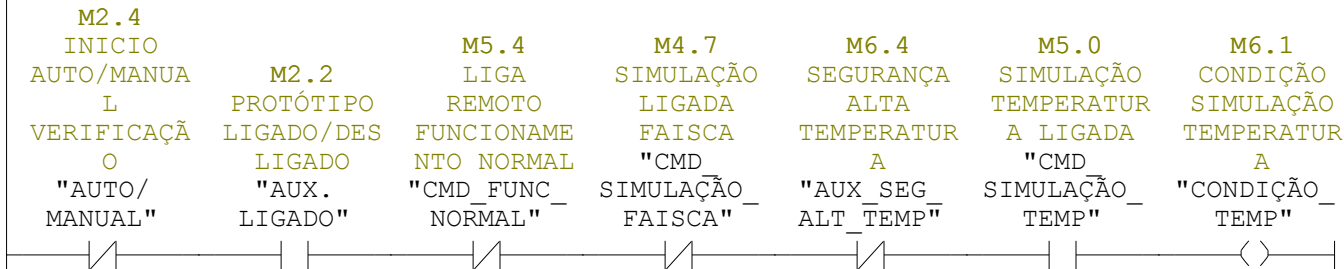 M2.4
INICIO
AUTO/MANUA
L
VERIFICAÇÃ
O
"AUTO/
MANUAL"
M2.2
PROTÓTIPO
LIGADO/DES
LIGADO
"AUX.
LIGADO"
M5.4
LIGA
REMOTO
FUNCIONAME
NTO NORMAL
"CMD_FUNC_
NORMAL"
M4.7
SIMULAÇÃO
LIGADA
FAISCA
"CMD_
SIMULAÇÃO_
FAISCA"
M6.4
SEGURANÇA
ALTA
TEMPERATUR
A
"AUX_SEG_
ALT_TEMP"
M5.0
SIMULAÇÃO
TEMPERATUR
A LIGADA
"CMD_
SIMULAÇÃO_
TEMP"
M6.1
CONDIÇÃO
SIMULAÇÃO
TEMPERATUR
A
"CONDIÇÃO_
TEMP"